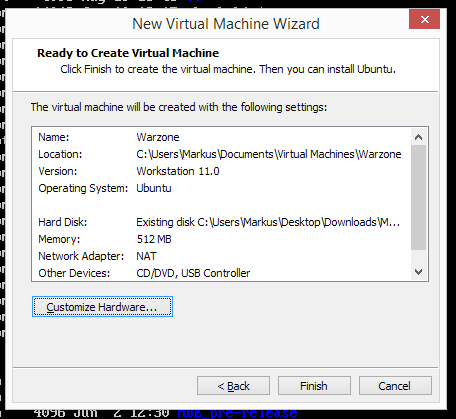 New Virtual Machine Wizard
Ready to Create Virtual Machine
Click Finish to create the virtual machine. Then you can install Ubuntu.
The virtual machine will be created with the following settings:
Name: Warzone
Location: C:\Users\Markus\Documents\Virtual Machines\Warzone
Version: Workstation 11.0
Operating System: Ubuntu
Hard Disk: Existing disk C:\Users\Markus\Desktop\Downloads\M...
Memory: 512 MB
Network Adapter: NAT
Other Devices: CD/DVD, USB Controller
Customize Hardware...
< Back Finish Cancel
4096 Jun 2 12:30